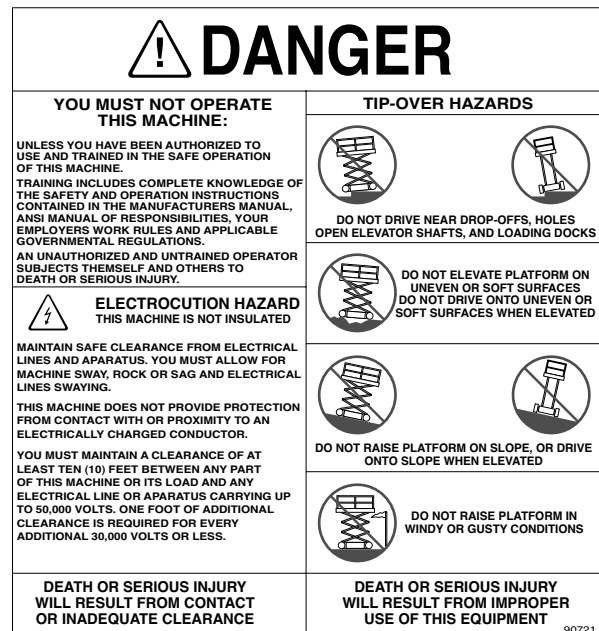 DANGER
YOU MUST NOT OPERATE
THIS MACHINE:
UNLESS YOU HAVE BEEN AUTHORIZED TO
USE AND TRAINED IN THE SAFE OPERATION
OF THIS MACHINE.
TRAINING INCLUDES COMPLETE KNOWLEDGE OF
THE SAFETY AND OPERATION INSTRUCTIONS
CONTAINED IN THE MANUFACTURERS MANUAL,
ANSI MANUAL OF RESPONSIBILITIES, YOUR
EMPLOYERS WORK RULES AND APPLICABLE
GOVERNMENTAL REGULATIONS.
AN UNAUTHORIZED AND UNTRAINED OPERATOR
SUBJECTS THEMSELF AND OTHERS TO
DEATH OR SERIOUS INJURY.
ELECTROCUTION HAZARD
THIS MACHINE IS NOT INSULATED
MAINTAIN SAFE CLEARANCE FROM ELECTRICAL
LINES AND APARATUS. YOU MUST ALLOW FOR
MACHINE SWAY, ROCK OR SAG AND ELECTRICAL
LINES SWAYING.
THIS MACHINE DOES NOT PROVIDE PROTECTION
FROM CONTACT WITH OR PROXIMITY TO AN
ELECTRICALLY CHARGED CONDUCTOR.
YOU MUST MAINTAIN A CLEARANCE OF AT
LEAST TEN (10) FEET BETWEEN ANY PART
OF THIS MACHINE OR ITS LOAD AND ANY
ELECTRICAL LINE OR APARATUS CARRYING UP
TO 50,000 VOLTS. ONE FOOT OF ADDITIONAL
CLEARANCE IS REQUIRED FOR EVERY
ADDITIONAL 30,000 VOLTS OR LESS.
DEATH OR SERIOUS INJURY
WILL RESULT FROM CONTACT
OR INADEQUATE CLEARANCE
TIP-OVER HAZARDS
DO NOT DRIVE NEAR DROP-OFFS, HOLES
OPEN ELEVATOR SHAFTS, AND LOADING DOCKS
DO NOT ELEVATE PLATFORM ON
UNEVEN OR SOFT SURFACES
DO NOT DRIVE ONTO UNEVEN OR
SOFT SURFACES WHEN ELEVATED
DO NOT RAISE PLATFORM ON SLOPE, OR DRIVE
ONTO SLOPE WHEN ELEVATED
DO NOT RAISE PLATFORM IN
WINDY OR GUSTY CONDITIONS
DEATH OR SERIOUS INJURY
WILL RESULT FROM IMPROPER
USE OF THIS EQUIPMENT
90721